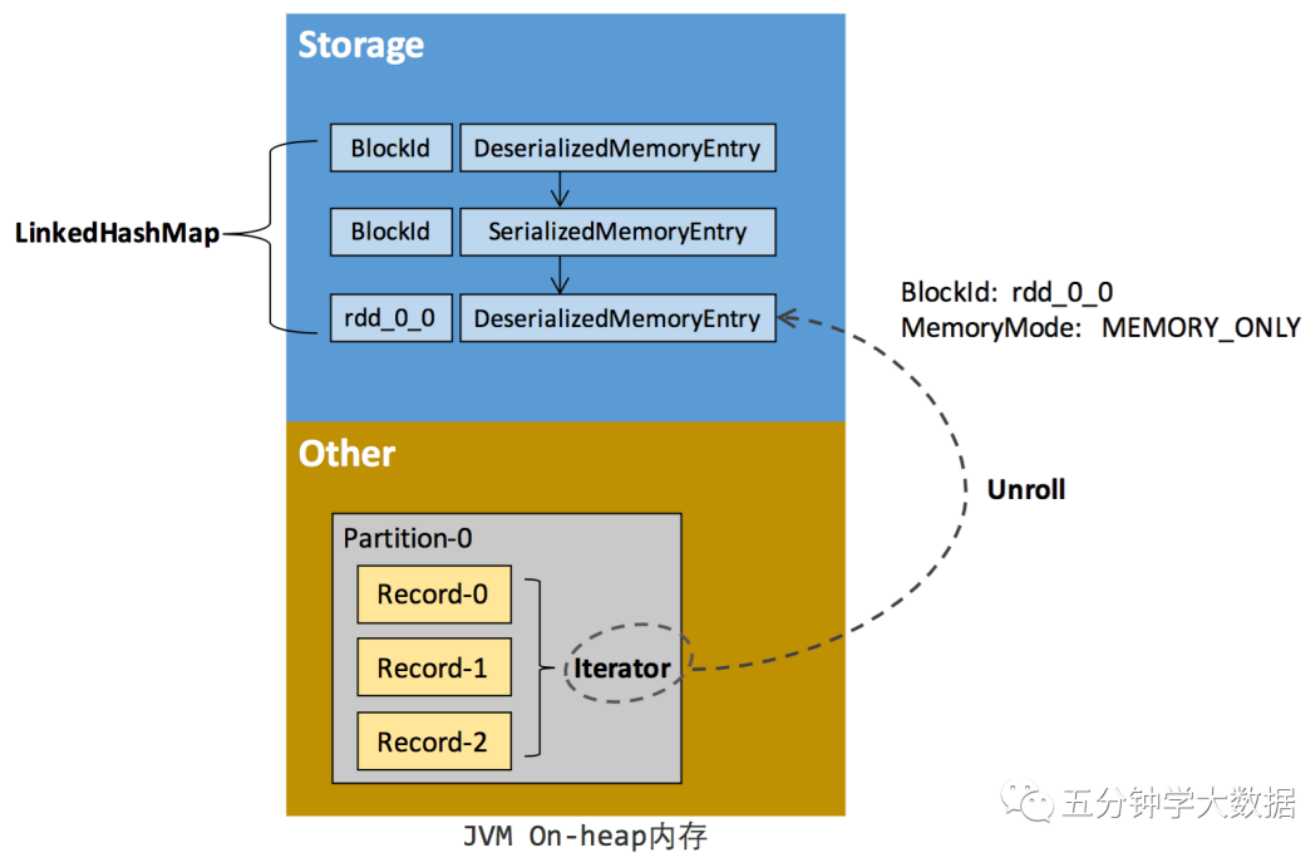 Storage
BlockId DeserializedMemoryEntry
LinkedHashMap
BlockId SerializedMemoryEntry
rdd_0_0 DeserializedMemoryEntry
BlockId: rdd_0_0
MemoryMode: MEMORY_ONLY
Unroll
Other
Partition-0
Record-0
Record-1
Iterator
Record-2
JVM On-heap内存
五分钟学大数据